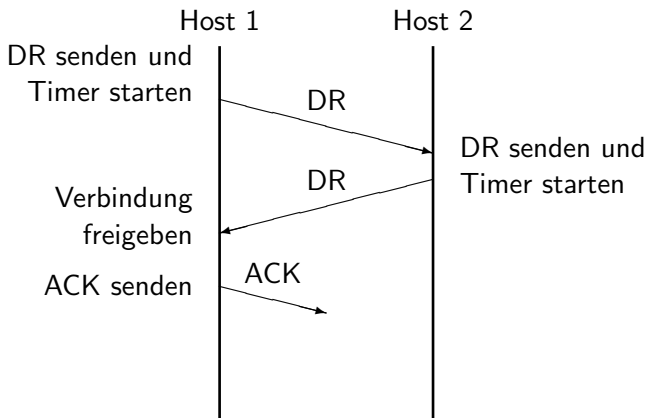 Host 1
Host 2
DR senden und
Timer starten
DR
DR senden und
Timer starten
DR
Verbindung
freigeben
ACK senden
ACK